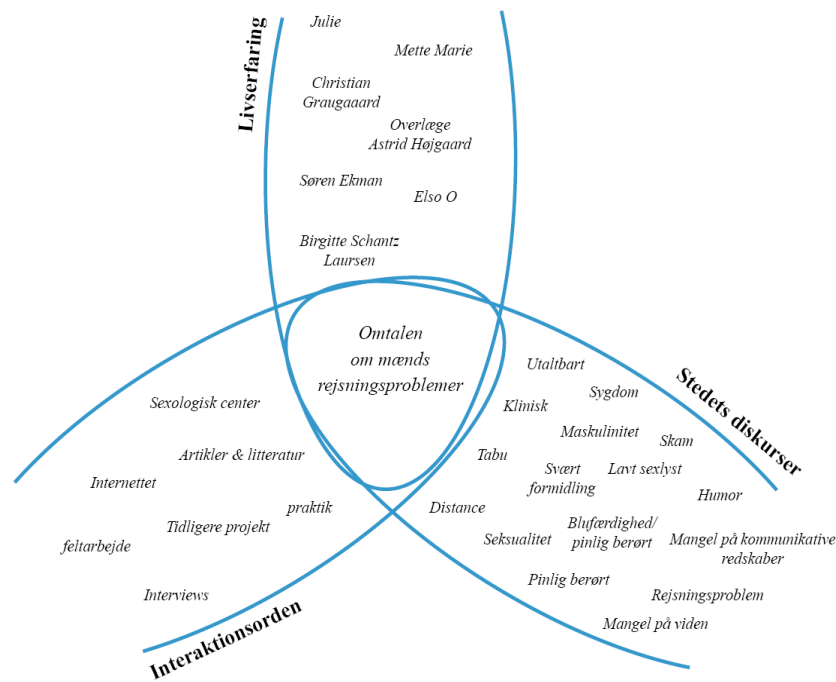 Livserfaring
Julie
Mette Marie
Christian
Graugaaard
Overlæge
Astrid Højgaard
Søren Ekman
Elso O
Birgitte Schantz
Laursen
Omtalen
om mænds
rejsningsproblemer
Sexologisk center
Artikler & litteratur
Internettet
praktik
Tidligere projekt
feltarbejde
Interviews
Interaktionsorden
Stedets diskurser
Utaltbart
Sygdom
Klinisk
Maskulinitet
Skam
Tabu
Svært
formidling
Lavt sexlyst
Humor
Distance
Seksualitet
Blufærdighed/
pinlig berørt
Mangel på kommunikative
redskaber
Pinlig berørt
Rejsningsproblem
Mangel på viden